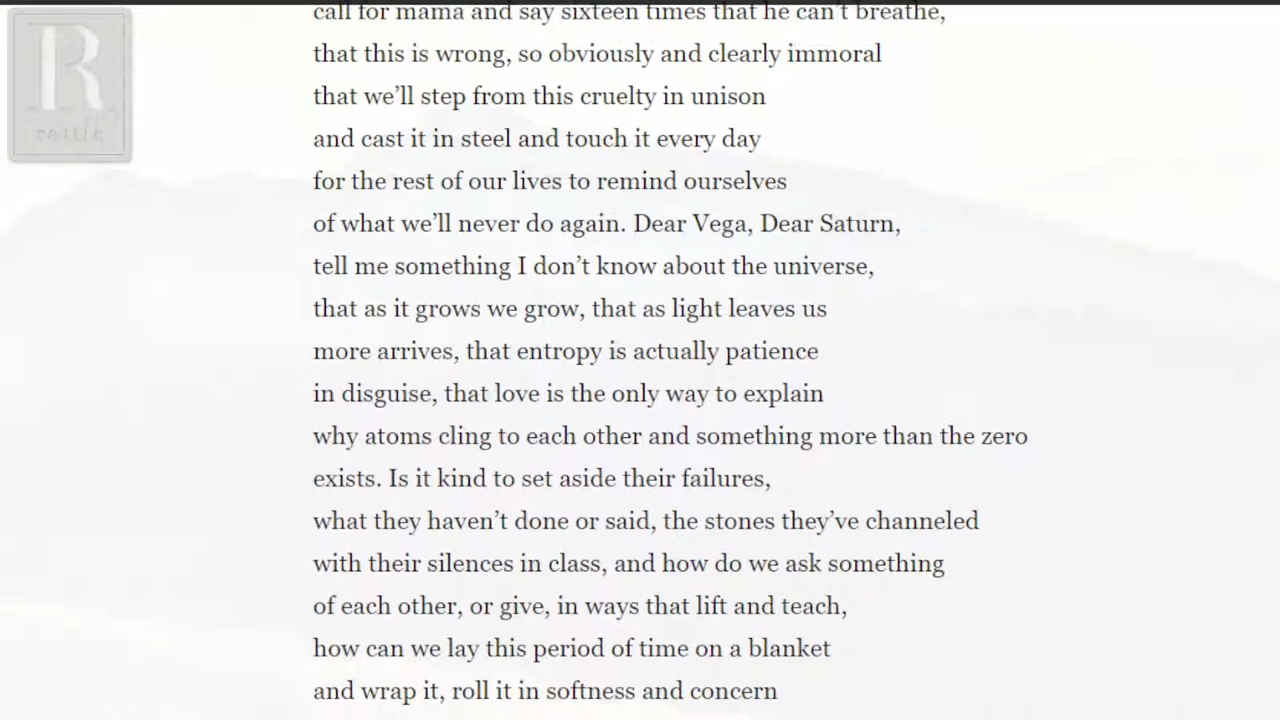 call for mama and say sixteen times that he can’t breathe,
that this is wrong, so obviously and clearly immoral
that we’ll step from this cruelty in unison
and cast it in steel and touch it every day
for the rest of our lives to remind ourselves
of what we’ll never do again. Dear Vega, Dear Saturn,
tell me something I don’t know about the universe,
that as it grows we grow, that as light leaves us
more arrives, that entropy is actually patience
in disguise, that love is the only way to explain
why atoms cling to each other and something more than the zero
exists. Is it kind to set aside their failures,
what they haven’t done or said, the stones they’ve channeled
with their silences in class, and how do we ask something
of each other, or give, in ways that lift and teach,
how can we lay this period of time on a blanket
and wrap it, roll it in softness and concern
R
rattle